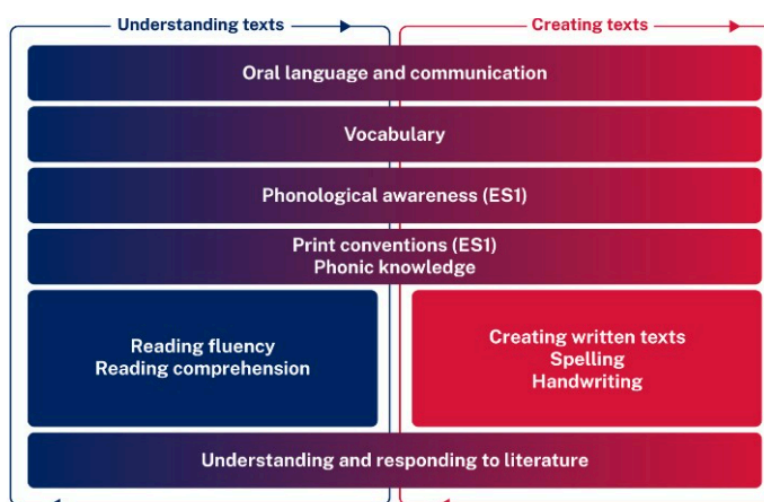 Understanding texts
Creating texts
Oral language and communication
Vocabulary
Phonological awareness (ES1)
Print conventions (ES1)
Phonic knowledge
Reading fluency
Reading comprehension
Creating written texts
Spelling
Handwriting
Understanding and responding to literature